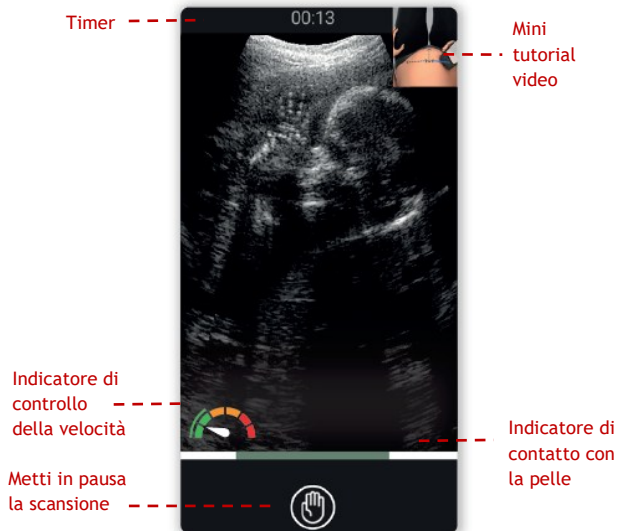 Timer
00:13
Mini
tutorial
video
Indicatore di
controllo
della velocità
Indicatore di
contatto con
la pelle
Metti in pausa
la scansione